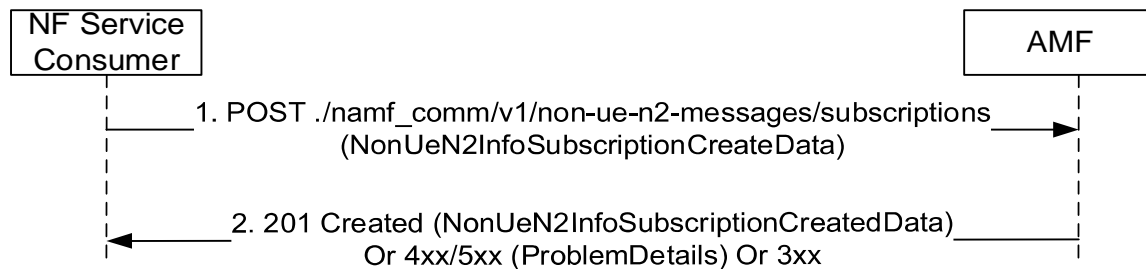 NF Service
Consumer
AMF
1. POST ./namf_comm/v1/non-ue-n2-messages/subscriptions
(NonUeN2InfoSubscriptionCreateData)
2. 201 Created (NonUeN2InfoSubscriptionCreatedData)
Or 4xx/5xx (ProblemDetails) Or 3xx